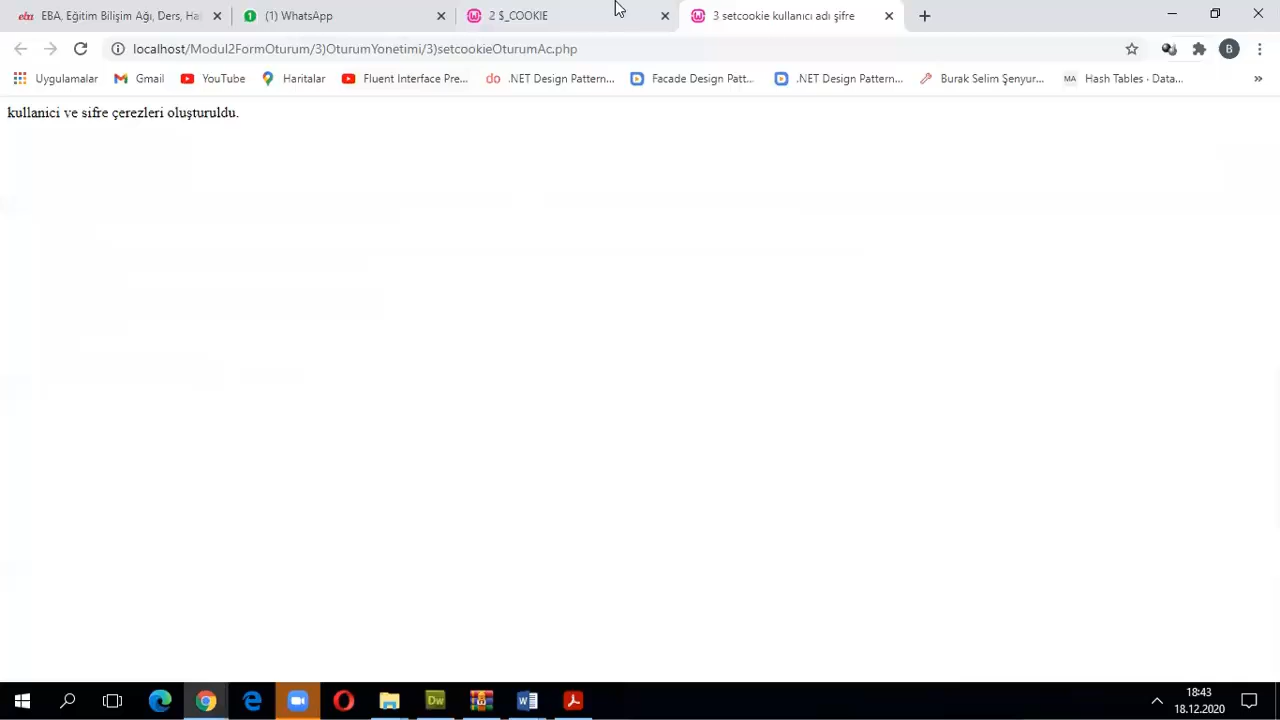 EBA, Eğitim Bilişim Ağı, Ders, Ha
(1) WhatsApp
2 $_COOKIE
3 setcookie kullanıcı adı şifre
localhost/Modul2FormOturum/3)OturumYonetimi/3)setcookieOturumAc.php
B
Uygulamalar
Gmail
YouTube
Haritalar
Fluent Interface Pre...
.NET Design Pattern...
Facade Design Patt...
.NET Design Pattern...
Burak Selim Şenyur...
MA Hash Tables - Data...
kullanici ve sifre çerezleri oluşturuldu.
Dw
18:43
18.12.2020